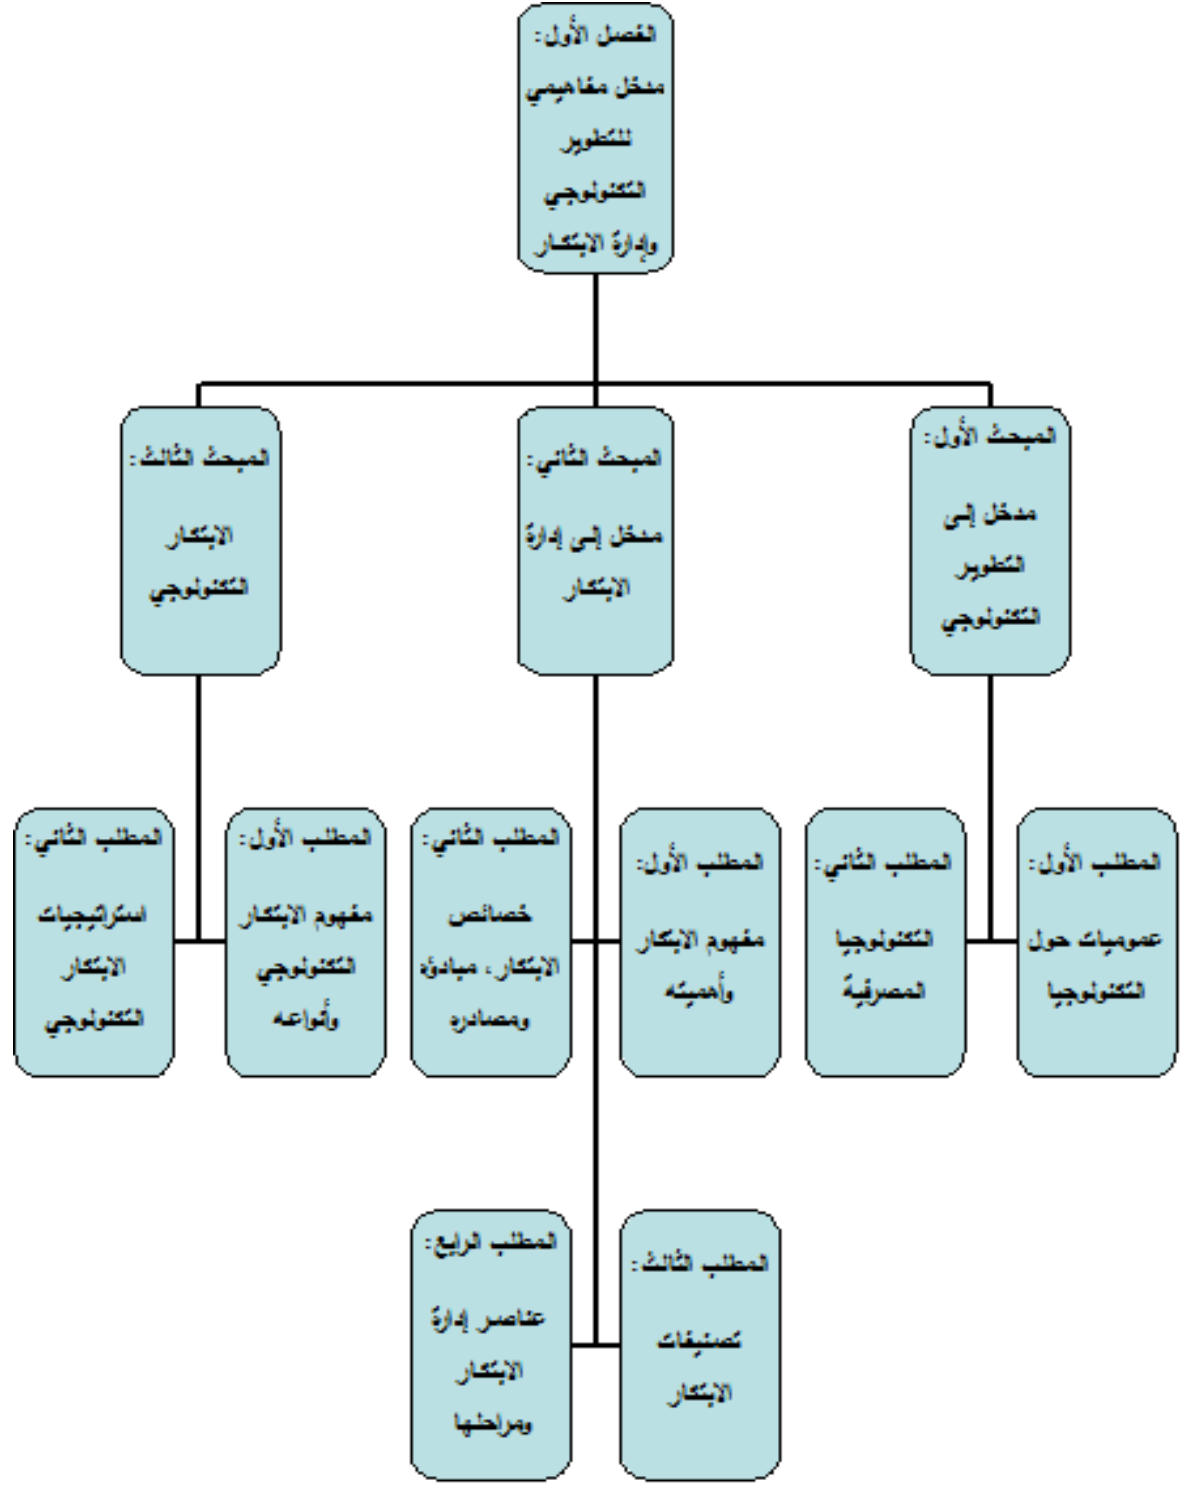 الفصل الأول:
مدخل مفاهيمي
للتطوير
التكنولوجي
وإدارة الابتكار
المبحث الأول:
مدخل إلى
التطوير
التكنولوجي
المبحث الثاني:
مدخل إلى إدارة
الابتكار
المبحث الثالث:
الابتكار
التكنولوجي
المطلب الأول:
عموميات حول
التكنولوجيا
المطلب الثاني:
التكنولوجيا
المصرفية
المطلب الأول:
مفهوم الابتكار
وأهميته
المطلب الثاني:
خصائص
الابتكار، مبادؤه
ومصادره
المطلب الأول:
مفهوم الابتكار
التكنولوجي
وأنواعه
المطلب الثاني:
استراتيجيات
الابتكار
التكنولوجي
المطلب الثالث:
تصنيفات
الابتكار
المطلب الرابع:
عناصر إدارة
الابتكار
ومراحلها